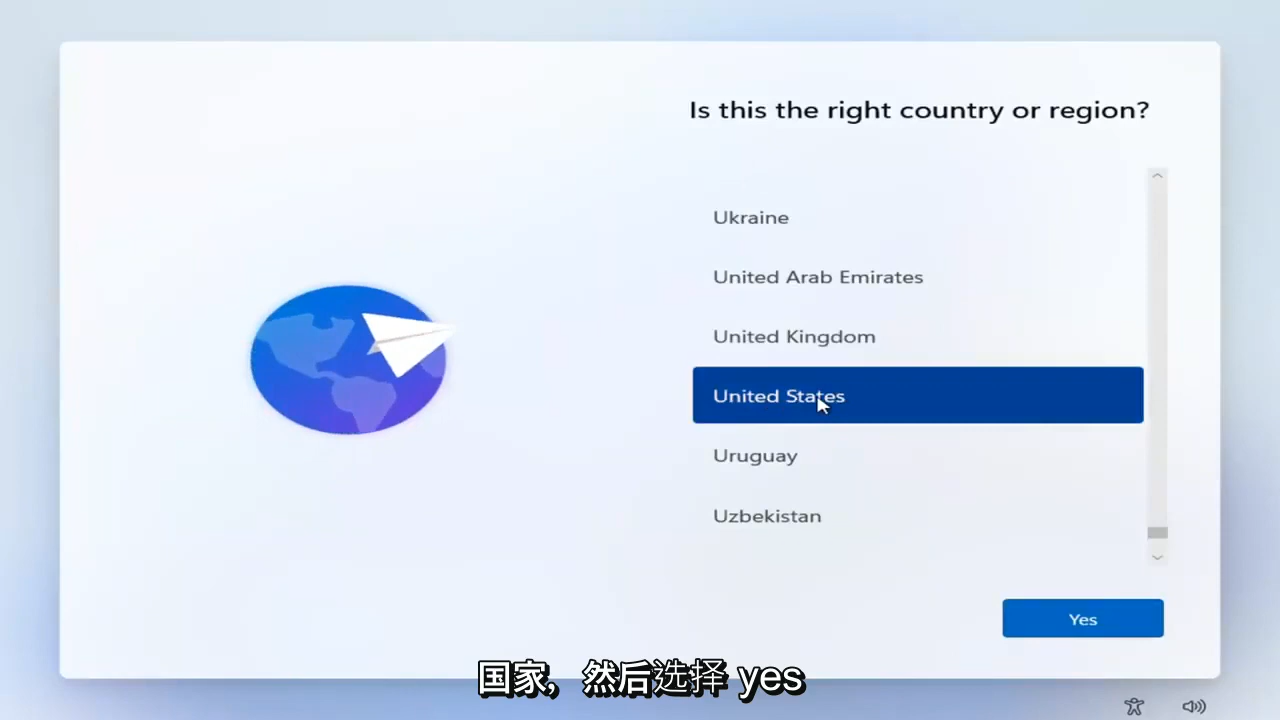 Is this the right country or region?
Ukraine
United Arab Emirates
United Kingdom
United States
Uruguay
Uzbekistan
Yes
国家，然后选择 yes